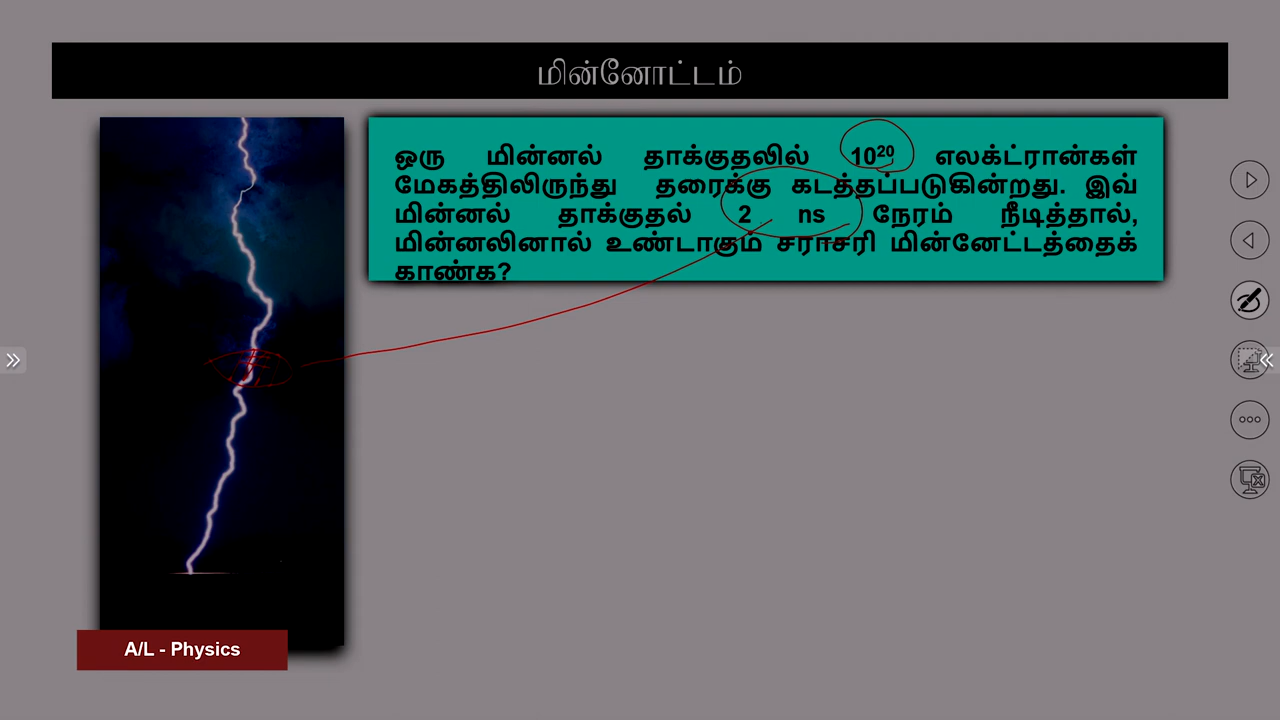 மின்னோட்டம்
ஒரு மின்னல் தாக்குதலில் 10²⁰ எலக்ட்ரான்கள்
மேகத்திலிருந்து தரைக்கு கடத்தப்படுகின்றது. இவ்
மின்னல் தாக்குதல் 2 ns நேரம் நீடித்தால்,
மின்னலினால் உண்டாகும் சராசரி மின்னேட்டத்தைக்
காண்க?
A/L - Physics